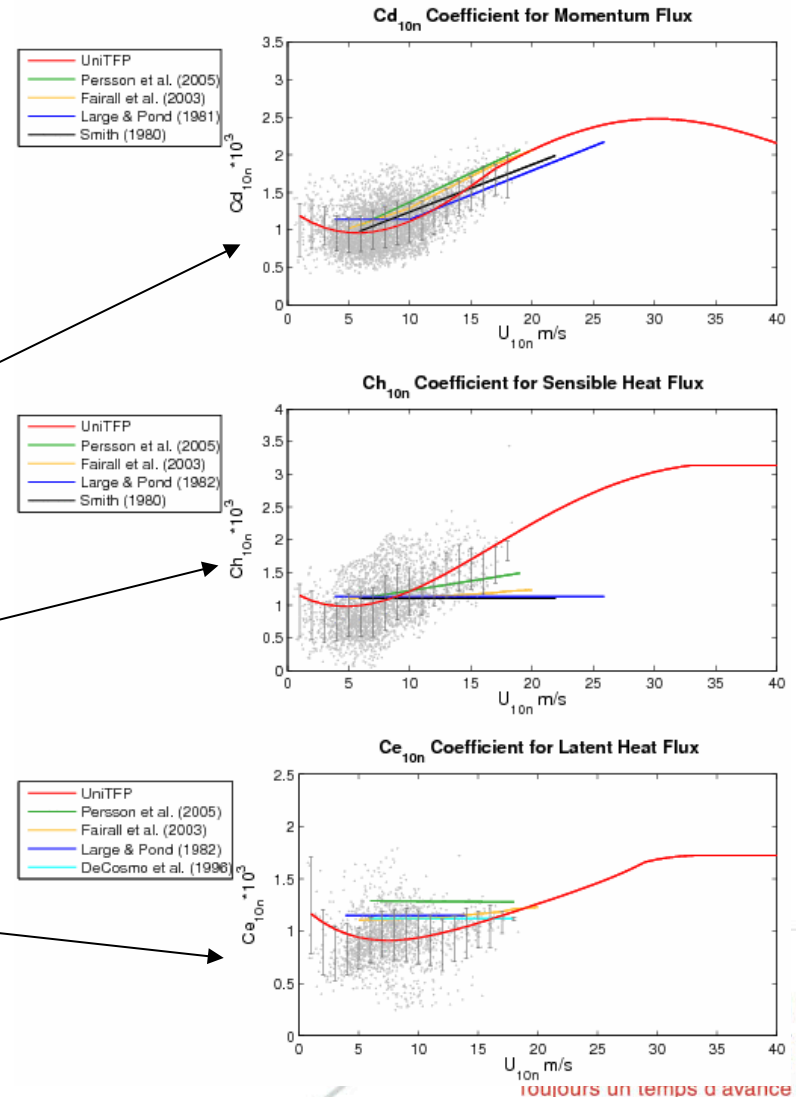 Cd10n Coefficient for Momentum Flux
UniTFP
Persson et al. (2005)
Fairall et al. (2003)
Large & Pond (1981)
Smith (1980)
Cd10n*10^3
3.5
3
2.5
2
1.5
1
0.5
0
0 5 10 15 20 25 30 35 40
U10n m/s
Ch10n Coefficient for Sensible Heat Flux
UniTFP
Persson et al. (2005)
Fairall et al. (2003)
Large & Pond (1982)
Smith (1980)
Ch10n*10^3
4
3.5
3
2.5
2
1.5
1
0.5
0
0 5 10 15 20 25 30 35 40
U10n m/s
Ce10n Coefficient for Latent Heat Flux
UniTFP
Persson et al. (2005)
Fairall et al. (2003)
Large & Pond (1982)
DeCosmo et al. (1996)
Ce10n*10^3
2.5
2
1.5
1
0.5
0
0 5 10 15 20 25 30 35 40
U10n m/s
Toujours un temps d'avance